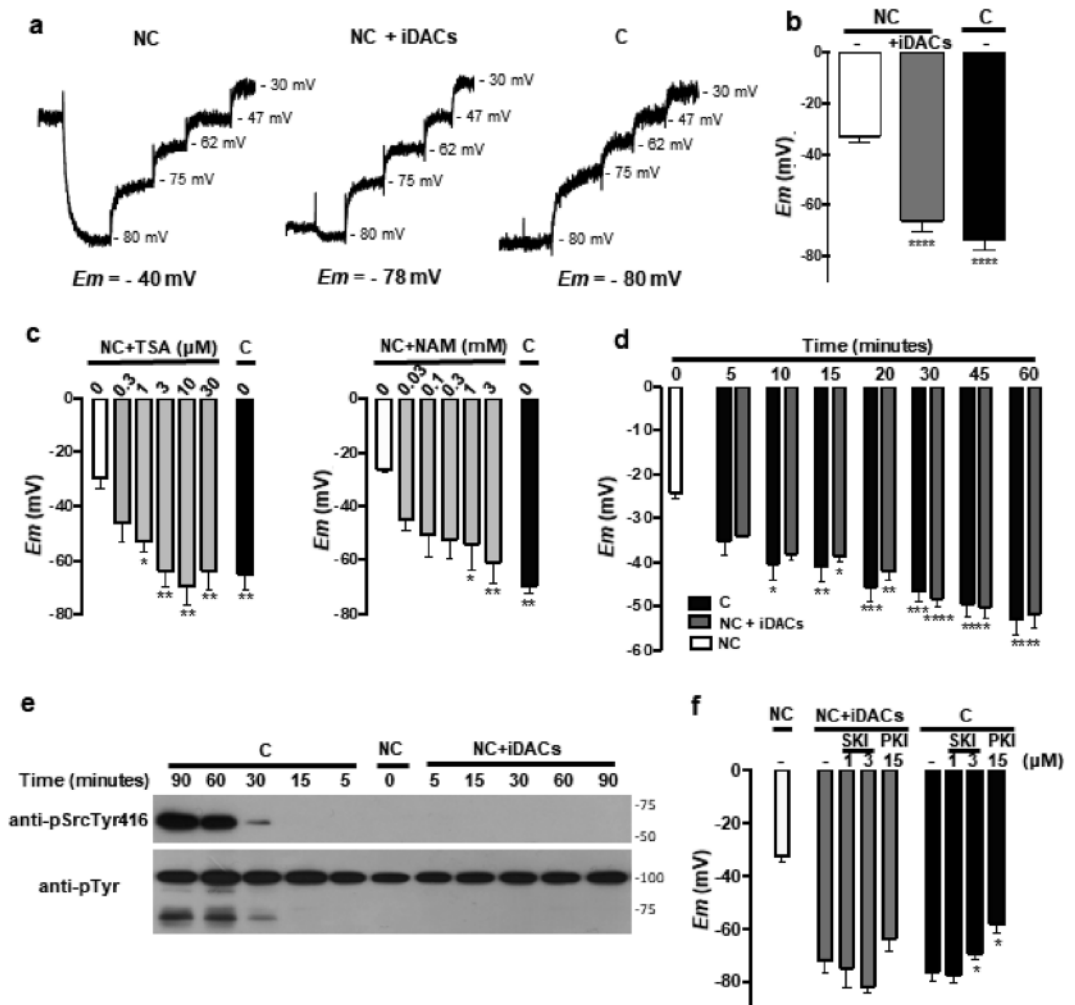 a
NC
NC + iDACs
C
- 30 mV
- 47 mV
- 62 mV
- 75 mV
- 80 mV
Em = - 40 mV
- 30 mV
- 47 mV
- 62 mV
- 75 mV
- 80 mV
Em = - 78 mV
- 30 mV
- 47 mV
- 62 mV
- 75 mV
- 80 mV
Em = - 80 mV
b
NC C
- +iDACs -
0
-20
-40
-60
-80
Em (mV)
**** ****
c
NC+TSA (µM) C
0 0.3 1 3 10 30 0
0
-20
-40
-60
-80
Em (mV)
* ** ** ** **
NC+NAM (mM) C
0 0.03 0.1 0.3 1 3 0
0
-20
-40
-60
-80
Em (mV)
* ** **
d
Time (minutes)
0 5 10 15 20 30 45 60
0
-10
-20
-30
-40
-50
-60
Em (mV)
* ** * *** ** *** **** **** ****
C
NC + iDACs
NC
e
C NC NC+iDACs
Time (minutes) 90 60 30 15 5 0 5 15 30 60 90
anti-pSrcTyr416
-75
-50
anti-pTyr
-100
-75
f
NC NC+iDACs C
SKI PKI SKI PKI
- - 1 3 15 - 1 3 15 (µM)
0
-20
-40
-60
-80
Em (mV)
* *